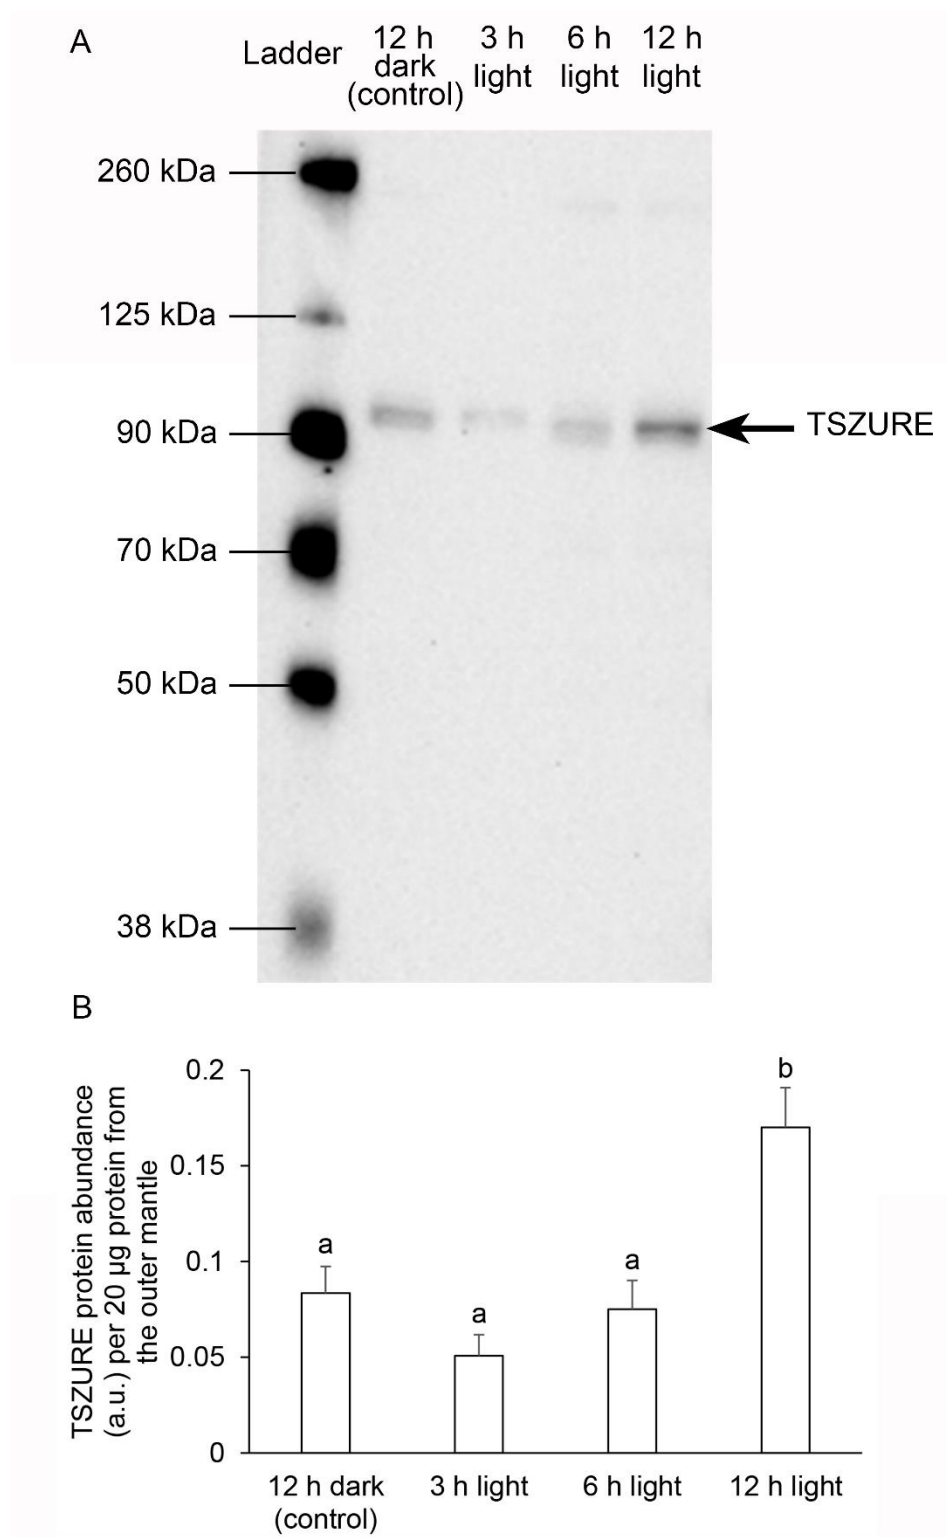 A
Ladder
12 h
dark
(control)
3 h
light
6 h
light
12 h
light
260 kDa
125 kDa
90 kDa
TSZURE
70 kDa
50 kDa
38 kDa
B
TSZURE protein abundance
(a.u.) per 20 µg protein from
the outer mantle
0.2
0.15
0.1
0.05
0
a
a
a
b
12 h dark
(control)
3 h light
6 h light
12 h light